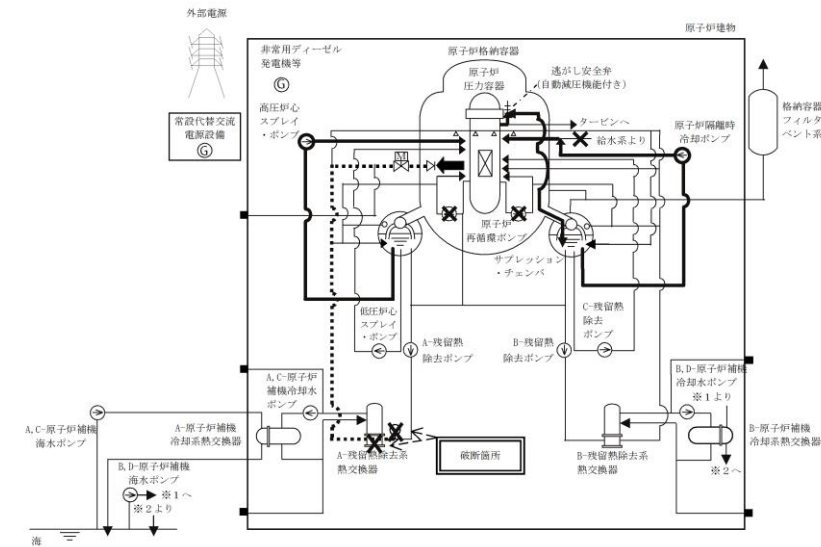 外部電源
原子炉建物
非常用ディーゼル
発電機等
G
原子炉格納容器
原子炉
圧力容器
逃がし安全弁
(自動減圧機能付き)
高圧炉心
スプレイ
・ポンプ
常設代替交流
電源設備
G
タービンへ
給水系より
原子炉隔離時
冷却ポンプ
格納容器
フィルタ
ベント系
M
原子炉
再循環ポンプ
サプレッション
・チェンバ
低圧炉心
スプレイ
・ポンプ
A-残留熱
除去ポンプ
B-残留熱
除去ポンプ
C-残留熱
除去
ポンプ
A,C-原子炉
補機冷却水
ポンプ
B,D-原子炉補機
冷却水ポンプ
※1より
A,C-原子炉補機
海水ポンプ
A-原子炉補機
冷却系熱交換器
B-原子炉補機
冷却系熱交換器
A-残留熱除去系
熱交換器
破断箇所
B-残留熱除去系
熱交換器
※2へ
B,D-原子炉補機
海水ポンプ
※1へ
※2より
海